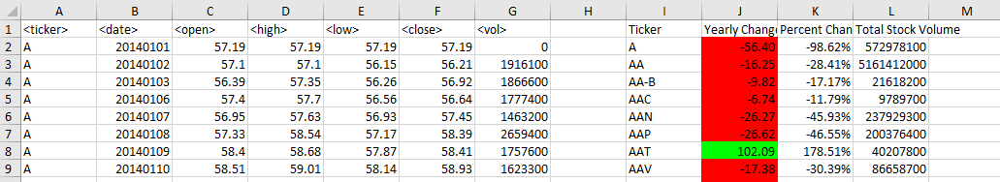 A B C D E F G H I J K L M
1 <ticker> <date> <open> <high> <low> <close> <vol> Ticker Yearly Change Percent Chan Total Stock Volume
2 A 20140101 57.19 57.19 57.19 57.19 0 A -56.40 -98.62% 572978100
3 A 20140102 57.1 57.1 56.15 56.21 1916100 AA -16.25 -28.41% 5161412000
4 A 20140103 56.39 57.35 56.26 56.92 1866600 AA-B -9.82 -17.17% 21618200
5 A 20140106 57.4 57.7 56.56 56.64 1777400 AAC -6.74 -11.79% 9789700
6 A 20140107 56.95 57.63 56.93 57.45 1463200 AAN -26.27 -45.93% 237929300
7 A 20140108 57.33 58.54 57.17 58.39 2659400 AAP -26.62 -46.55% 200376400
8 A 20140109 58.4 58.68 57.87 58.41 1757600 AAT 102.09 178.51% 40207800
9 A 20140110 58.51 59.01 58.14 58.93 1623300 AAV -17.38 -30.39% 86658700